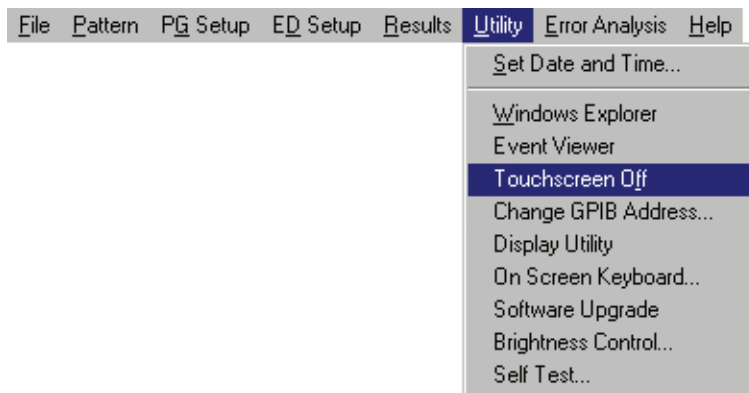 File Pattern PG Setup ED Setup Results Utility Error Analysis Help
Set Date and Time...
Windows Explorer
Event Viewer
Touchscreen Off
Change GPIB Address...
Display Utility
On Screen Keyboard...
Software Upgrade
Brightness Control...
Self Test...